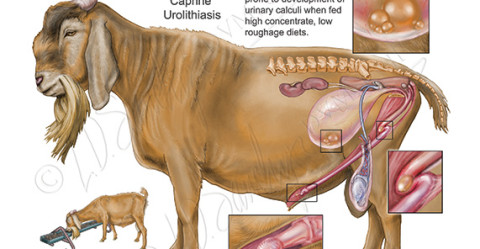 Caprine
Urolithiasis
prone to development of
urinary calculi when fed
high concentrate, low
roughage diets.